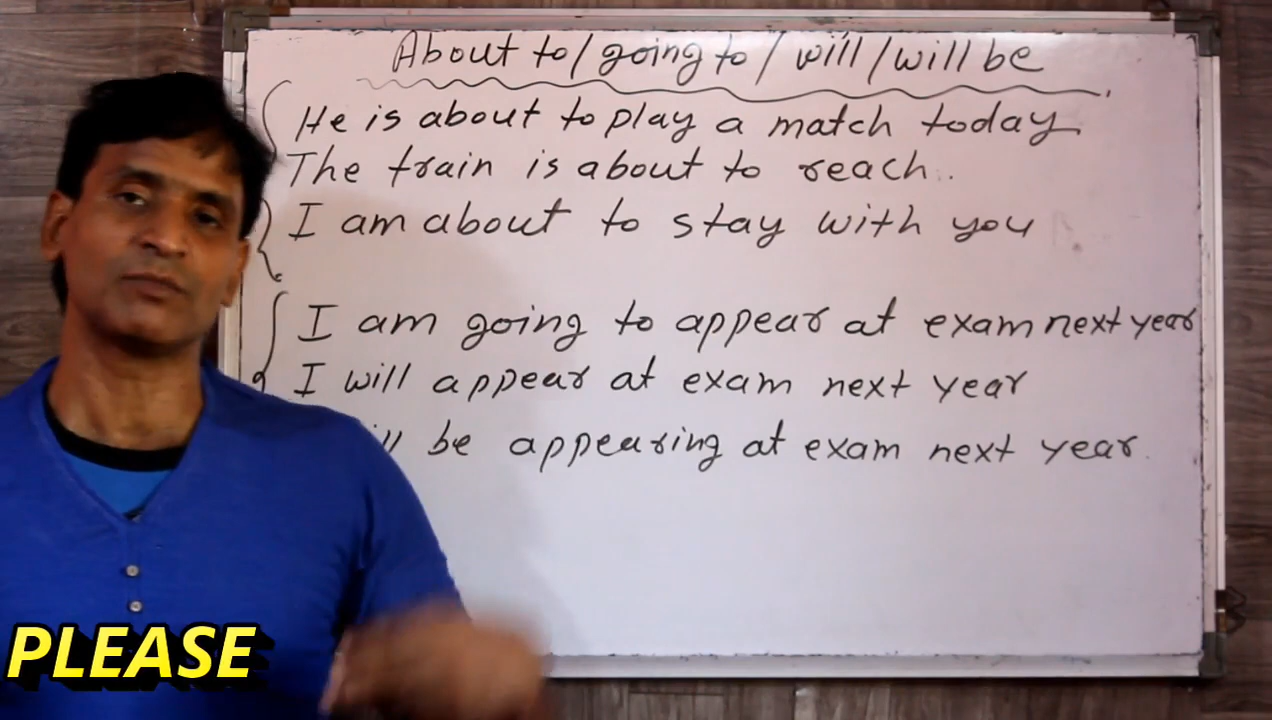 About to/going to/will/will be
He is about to play a match today.
The train is about to reach.
I am about to stay with you
I am going to appear at exam next year
I will appear at exam next year
be appearing at exam next year.
PLEASE